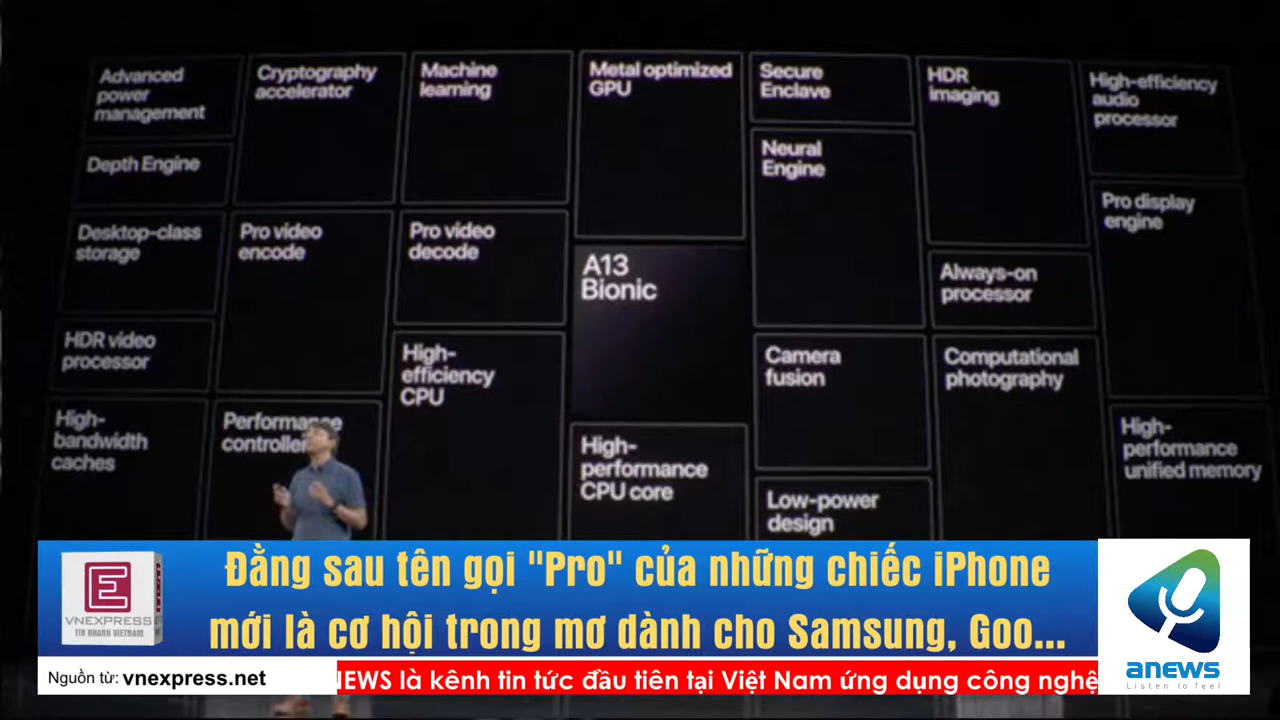 Advanced
power
management
Cryptography
accelerator
Machine
learning
Metal optimized
GPU
Secure
Enclave
HDR
imaging
High-efficiency
audio
processor
Depth Engine
Neural
Engine
Desktop-class
storage
Pro video
encode
Pro video
decode
A13
Bionic
Always-on
processor
Pro display
engine
HDR video
processor
High-
efficiency
CPU
Camera
fusion
Computational
photography
High-
bandwidth
caches
Performance
controller
High-
performance
CPU core
Low-power
design
High-
performance
unified memory
E
VNEXPRESS
TIN NHANH VIETNAM
Đằng sau tên gọi "Pro" của những chiếc iPhone
mới là cơ hội trong mơ dành cho Samsung, Goo...
Nguồn từ: vnexpress.net
NEWS là kênh tin tức đầu tiên tại Việt Nam ứng dụng công nghệ
anews
Listen to feel